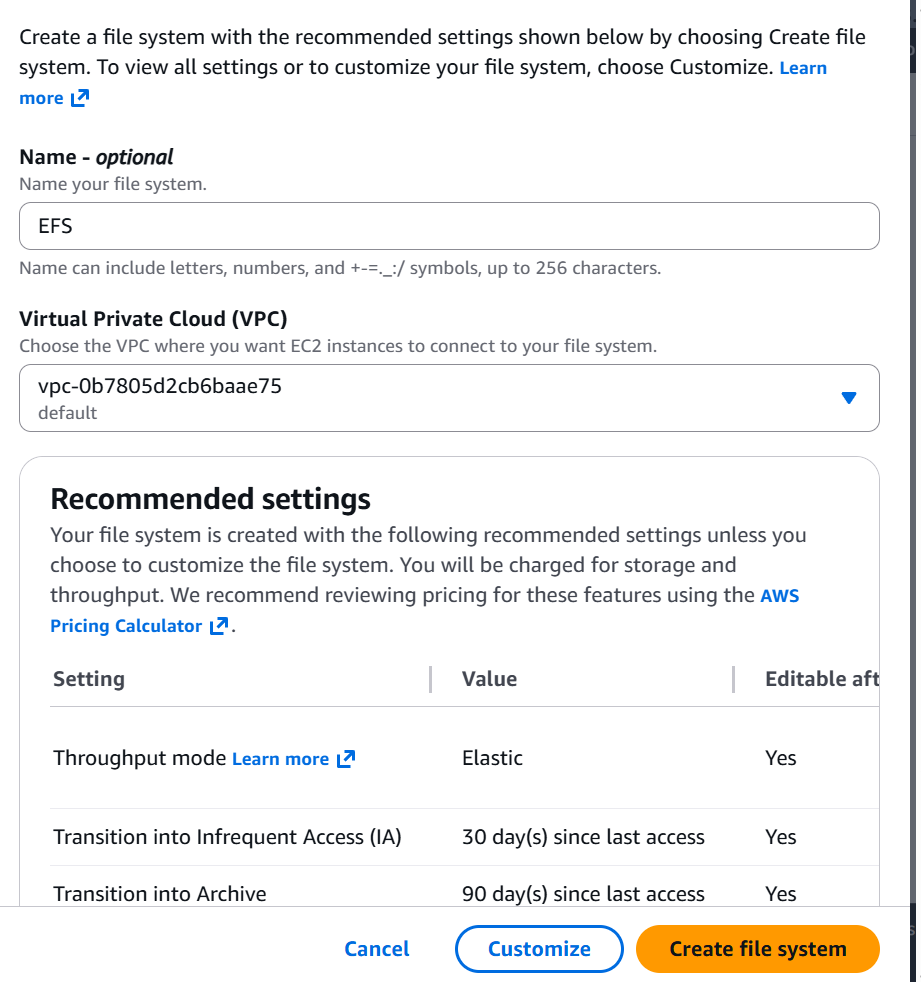 Create a file system with the recommended settings shown below by choosing Create file
system. To view all settings or to customize your file system, choose Customize. Learn
more
Name - optional
Name your file system.
EFS
Name can include letters, numbers, and +-=._:/ symbols, up to 256 characters.
Virtual Private Cloud (VPC)
Choose the VPC where you want EC2 instances to connect to your file system.
vpc-0b7805d2cb6baae75
default
Recommended settings
Your file system is created with the following recommended settings unless you
choose to customize the file system. You will be charged for storage and
throughput. We recommend reviewing pricing for these features using the AWS
Pricing Calculator .
Setting Value Editable aft
Throughput mode Learn more Elastic Yes
Transition into Infrequent Access (IA) 30 day(s) since last access Yes
Transition into Archive 90 day(s) since last access Yes
Cancel Customize Create file system